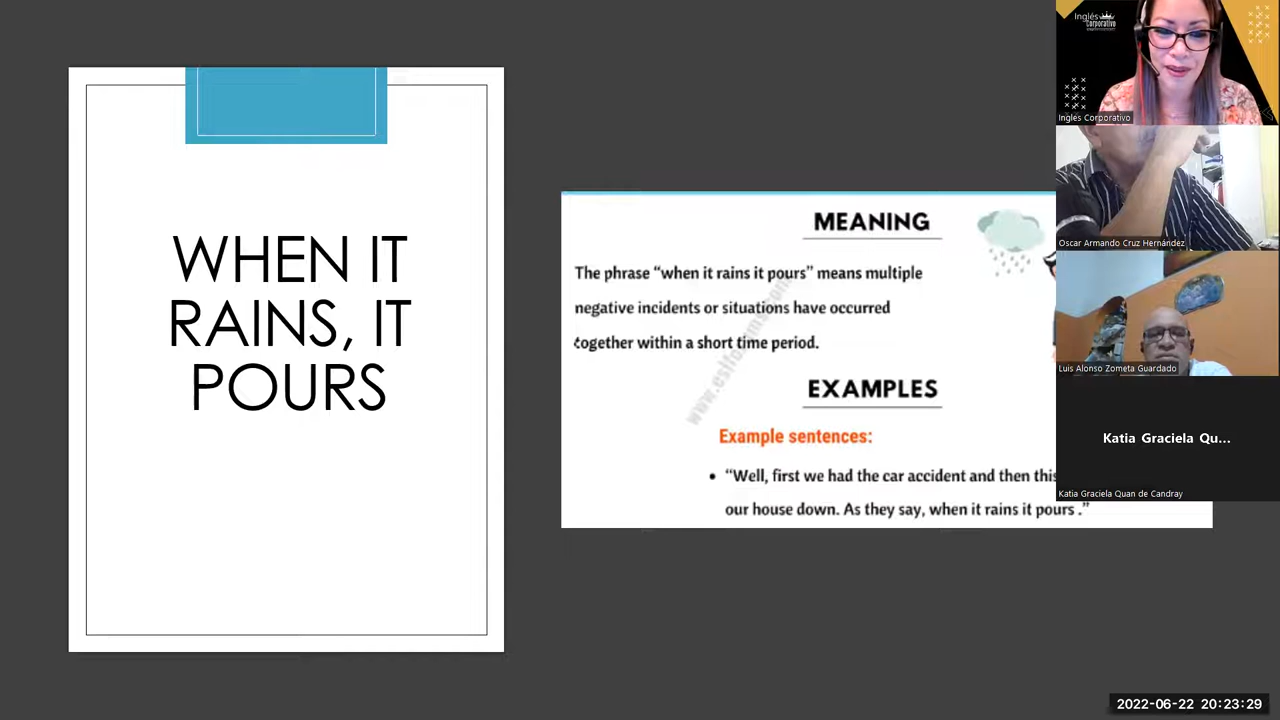 WHEN IT
RAINS, IT
POURS
MEANING
The phrase “when it rains it pours” means multiple
negative incidents or situations have occurred
together within a short time period.
EXAMPLES
Example sentences:
• “Well, first we had the car accident and then this
our house down. As they say, when it rains it pours .”
Inglés
Corporativo
Inglés Corporativo
Oscar Armando Cruz Hernández
Luis Alonso Zometa Guardado
Katia Graciela Qu...
Katia Graciela Quan de Candray
2022-06-22 20:23:29